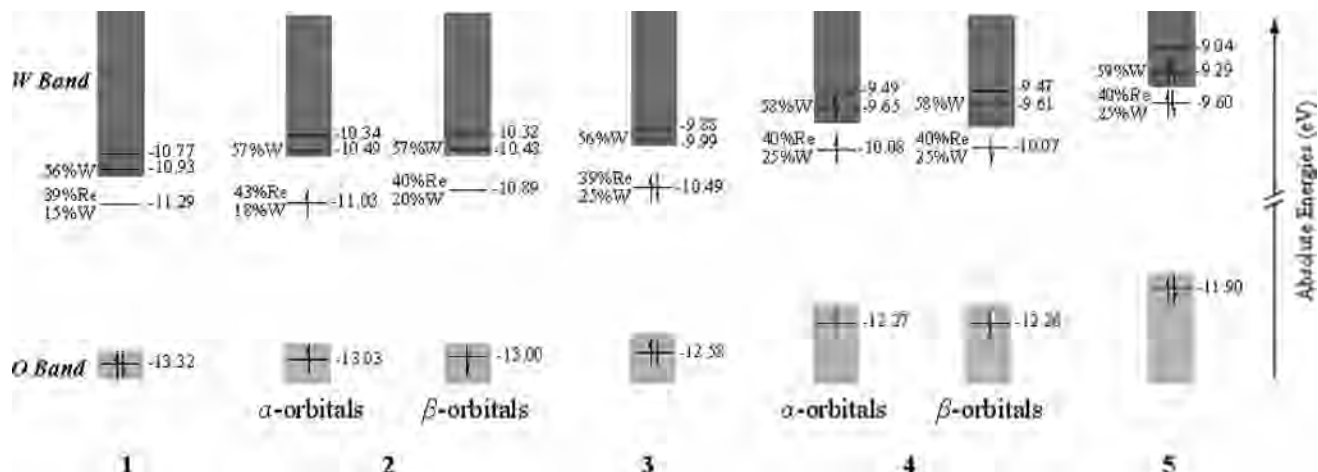 W Band
-10.77
56%W -10.93
39%Re
15%W -11.29
O Band -13.32
1
-10.34
57%W -10.49
43%Re
18%W -11.03
-13.03
α-orbitals
-10.32
57%W -10.43
40%Re
20%W -10.89
-13.00
β-orbitals
2
56%W
-9.99
39%Re
25%W -10.49
-12.58
3
-9.49
58%W -9.65
40%Re
25%W -10.08
-12.27
α-orbitals
-9.47
58%W -9.61
40%Re
25%W -10.07
-12.26
β-orbitals
4
-9.04
59%W -9.29
40%Re
25%W -9.60
-11.90
5
Absolute Energies (eV)